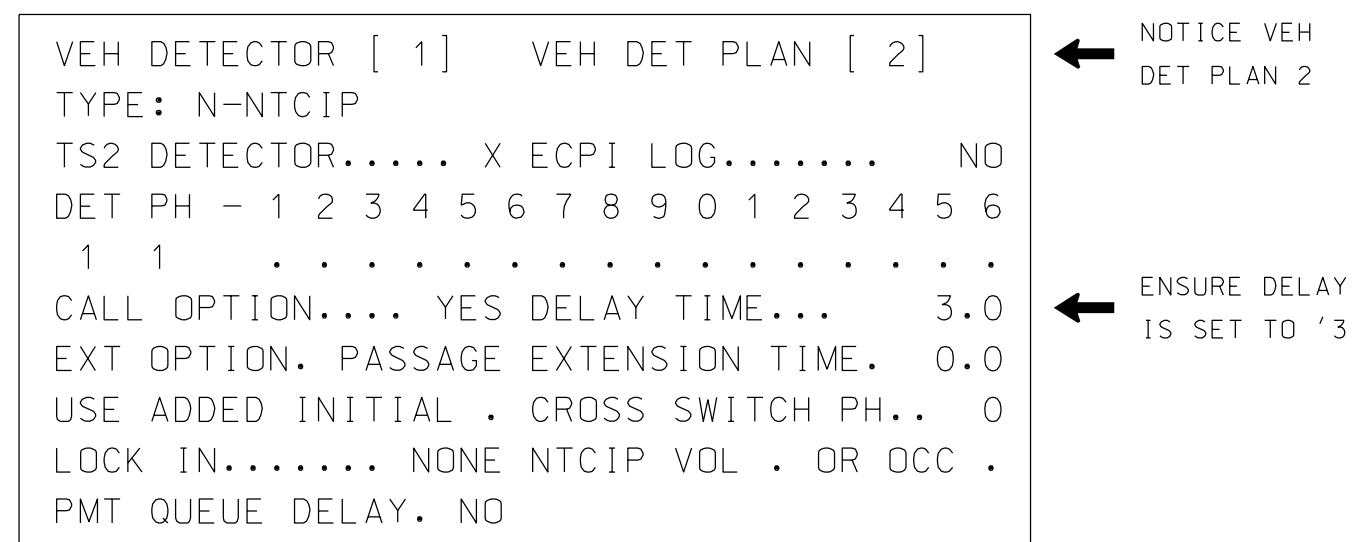 VEH DETECTOR [ 1] VEH DET PLAN [ 2]
TYPE: N-NTCIP
TS2 DETECTOR..... X ECPI LOG....... NO
DET PH - 1 2 3 4 5 6 7 8 9 0 1 2 3 4 5 6
1 1 . . . . . . . . . . . . . . . .
CALL OPTION.... YES DELAY TIME... 3.0
EXT OPTION. PASSAGE EXTENSION TIME. 0.0
USE ADDED INITIAL . CROSS SWITCH PH.. 0
LOCK IN....... NONE NTCIP VOL . OR OCC .
PMT QUEUE DELAY. NO
NOTICE VEH
DET PLAN 2
ENSURE DELAY
IS SET TO '3